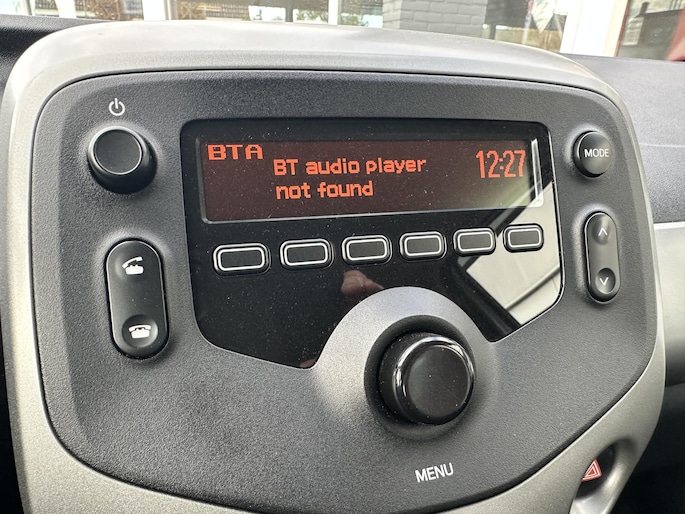 BTA
BT audio player
not found
12:27
MODE
MENU